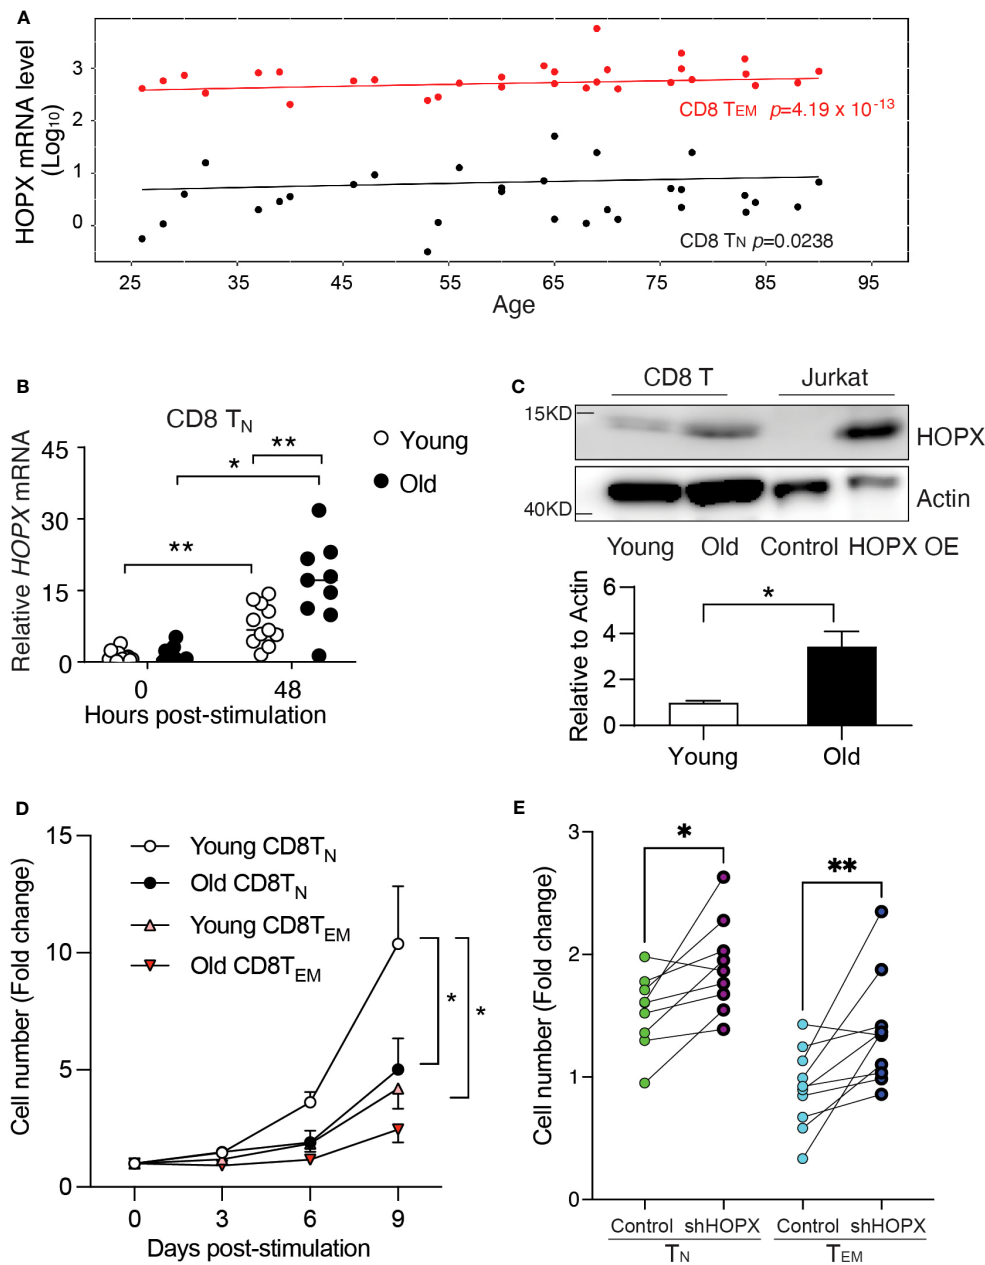 A
HOPX mRNA level
(Log10)
3
2
1
0
CD8 TEM p=4.19 x 10-13
CD8 TN p=0.0238
25 35 45 55 65 75 85 95
Age
B
CD8 TN
Relative HOPX mRNA
45
30
15
0
** 
*
**
Young
Old
0 48
Hours post-stimulation
C
CD8 T Jurkat
15KD
HOPX
40KD
Actin
Young Old Control HOPX OE
Relative to Actin
6
4
2
0
*
Young Old
D
Cell number (Fold change)
15
10
5
0
Young CD8TN
Old CD8TN
Young CD8TEM
Old CD8TEM
* *
0 3 6 9
Days post-stimulation
E
Cell number (Fold change)
3
2
1
0
*
**
Control shHOPX Control shHOPX
TN TEM